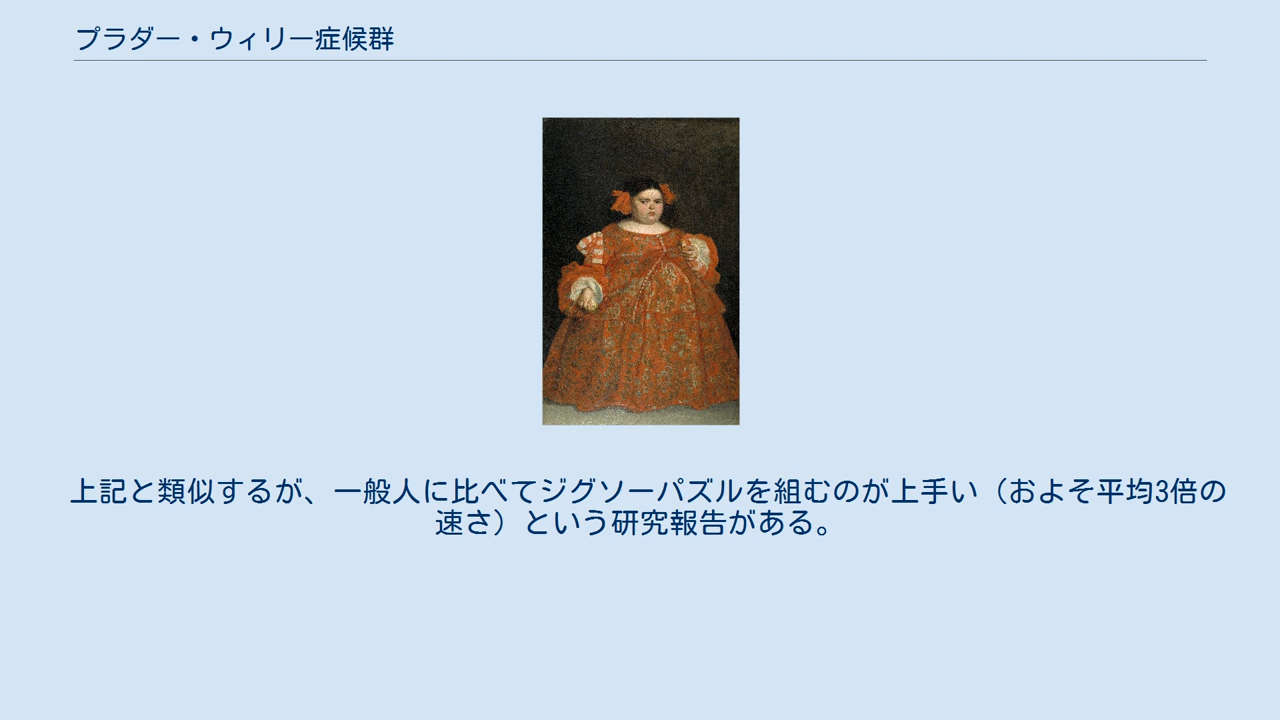 プラダー・ウィリー症候群
上記と類似するが、一般人に比べてジグソーパズルを組むのが上手い（およそ平均3倍の
速さ）という研究報告がある。